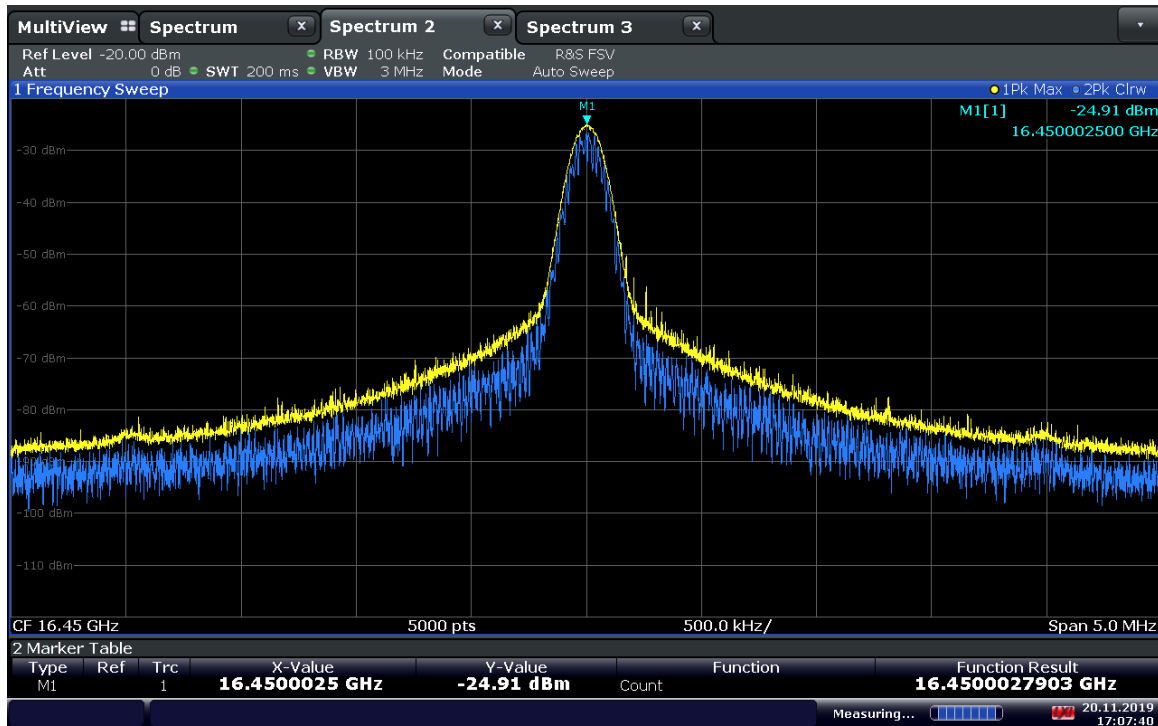 MultiView Spectrum X Spectrum 2 X Spectrum 3 X
Ref Level -20.00 dBm RBW 100 kHz Compatible R&S FSV
Att 0 dB SWT 200 ms VBW 3 MHz Mode Auto Sweep
1 Frequency Sweep 1Pk Max 2Pk Clrw
M1
M1[1] -24.91 dBm
16.450002500 GHz
-30 dBm
-40 dBm
-50 dBm
-60 dBm
-70 dBm
-80 dBm
-100 dBm
-110 dBm
CF 16.45 GHz 5000 pts 500.0 kHz/ Span 5.0 MHz
2 Marker Table
Type Ref Trc X-Value Y-Value Function Function Result
M1 1 16.4500025 GHz -24.91 dBm Count 16.4500027903 GHz
Measuring... 20.11.2019
17:07:40